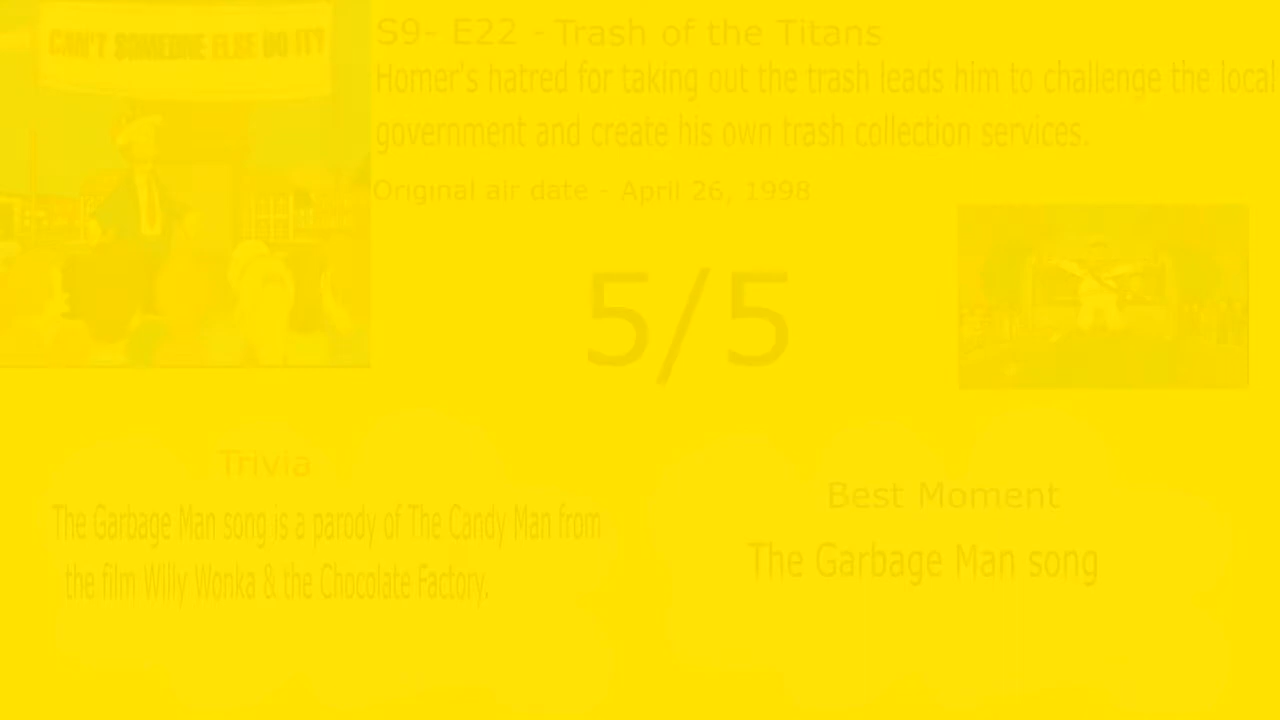 CAN'T SOMEONE ELSE DO IT?
S9- E22 - Trash of the Titans
Homer's hatred for taking out the trash leads him to challenge the local
government and create his own trash collection services.
Original air date - April 26, 1998
5/5
Trivia
The Garbage Man song is a parody of The Candy Man from
the film Willy Wonka & the Chocolate Factory.
Best Moment
The Garbage Man song